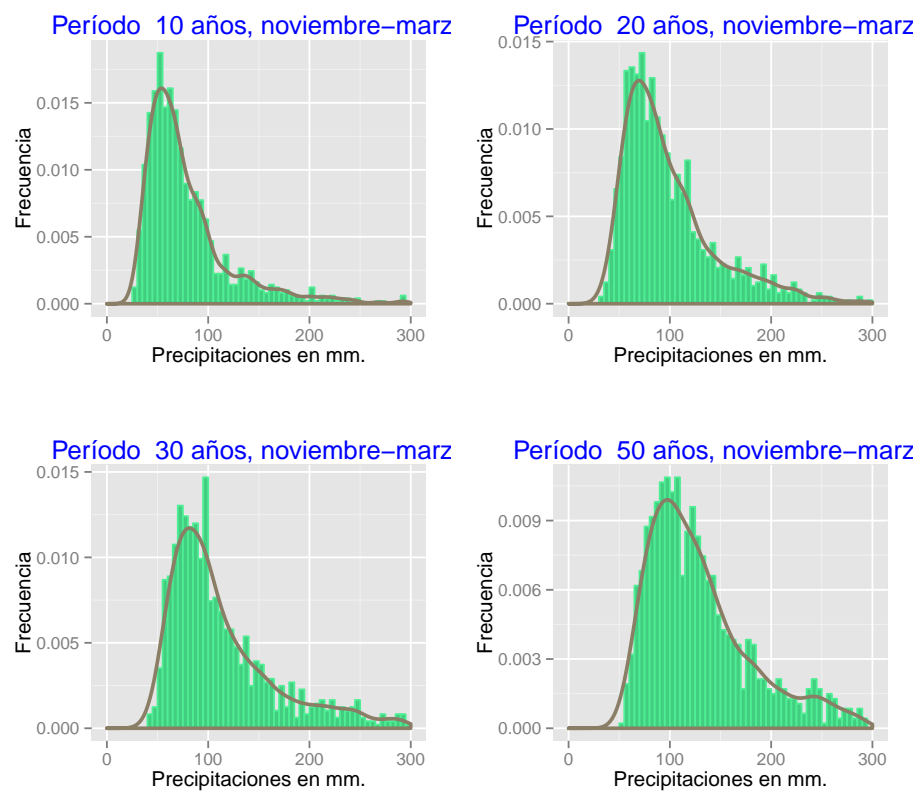 Período 10 años, noviembre−marz
0.015
0.010
0.005
0.000
Frecuencia
0 100 200 300
Precipitaciones en mm.
Período 20 años, noviembre−marz
0.015
0.010
0.005
0.000
Frecuencia
0 100 200 300
Precipitaciones en mm.
Período 30 años, noviembre−marz
0.015
0.010
0.005
0.000
Frecuencia
0 100 200 300
Precipitaciones en mm.
Período 50 años, noviembre−marz
0.009
0.006
0.003
0.000
Frecuencia
0 100 200 300
Precipitaciones en mm.